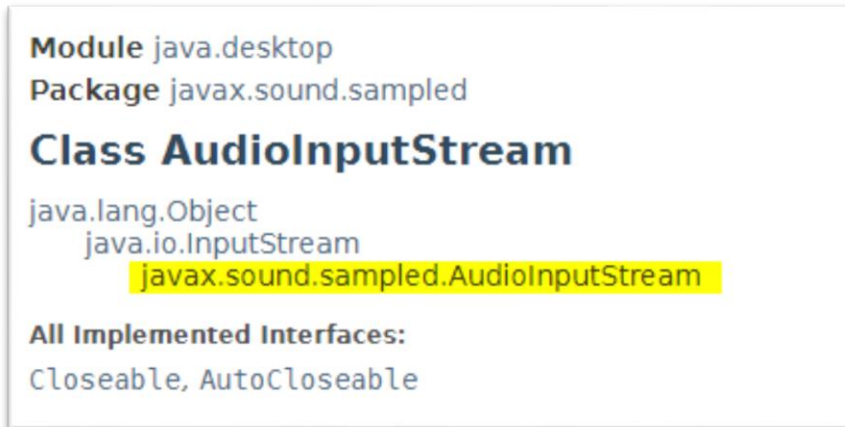 Module java.desktop
Package javax.sound.sampled
Class AudioInputStream
java.lang.Object
java.io.InputStream
javax.sound.sampled.AudioInputStream
All Implemented Interfaces:
Closeable, AutoCloseable